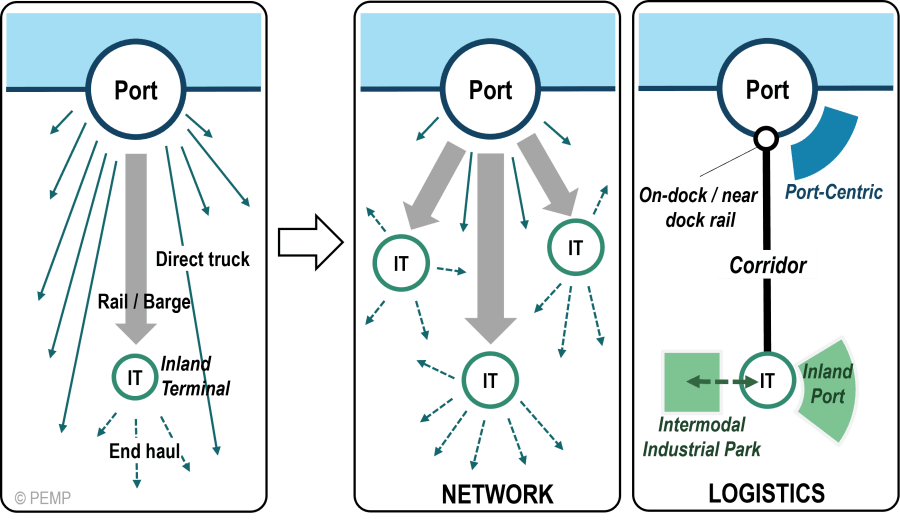 Port
Direct truck
Rail / Barge
IT
Inland
Terminal
End haul
© PEMP
Port
IT
IT
IT
NETWORK
Port
On-dock / near
dock rail
Port-Centric
Corridor
IT
Inland
Port
Intermodal
Industrial Park
LOGISTICS